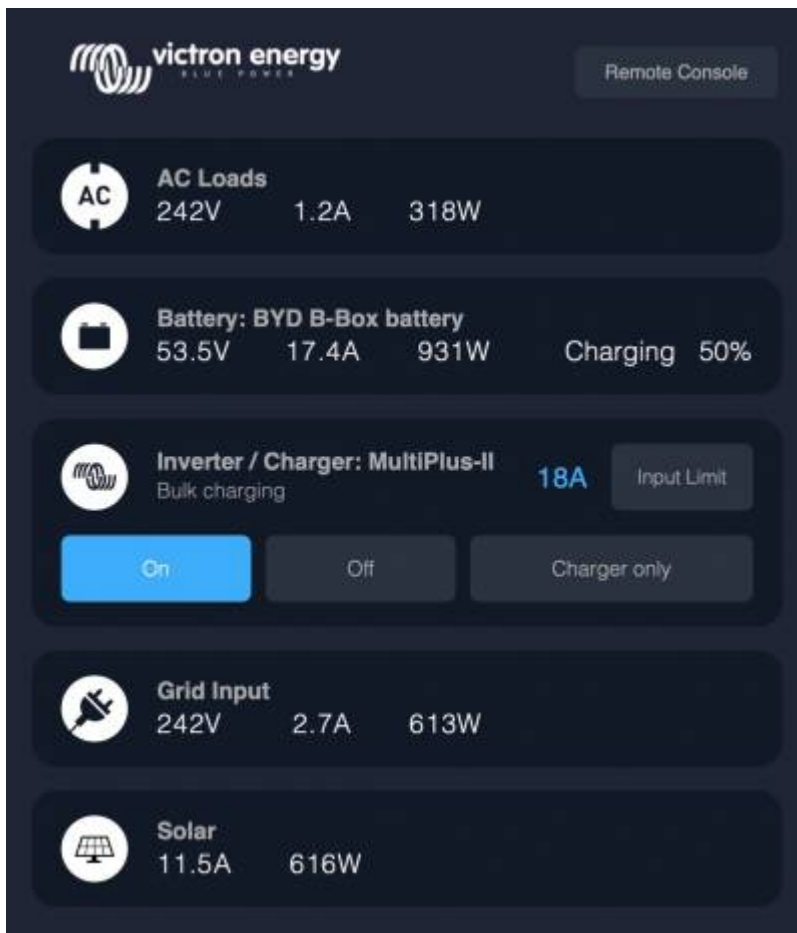 victron energy
BLUE POWER
Remote Console
AC
AC Loads
242V 1.2A 318W
Battery: BYD B-Box battery
53.5V 17.4A 931W Charging 50%
Inverter / Charger: MultiPlus-II
Bulk charging
18A Input Limit
On Off Charger only
Grid Input
242V 2.7A 613W
Solar
11.5A 616W